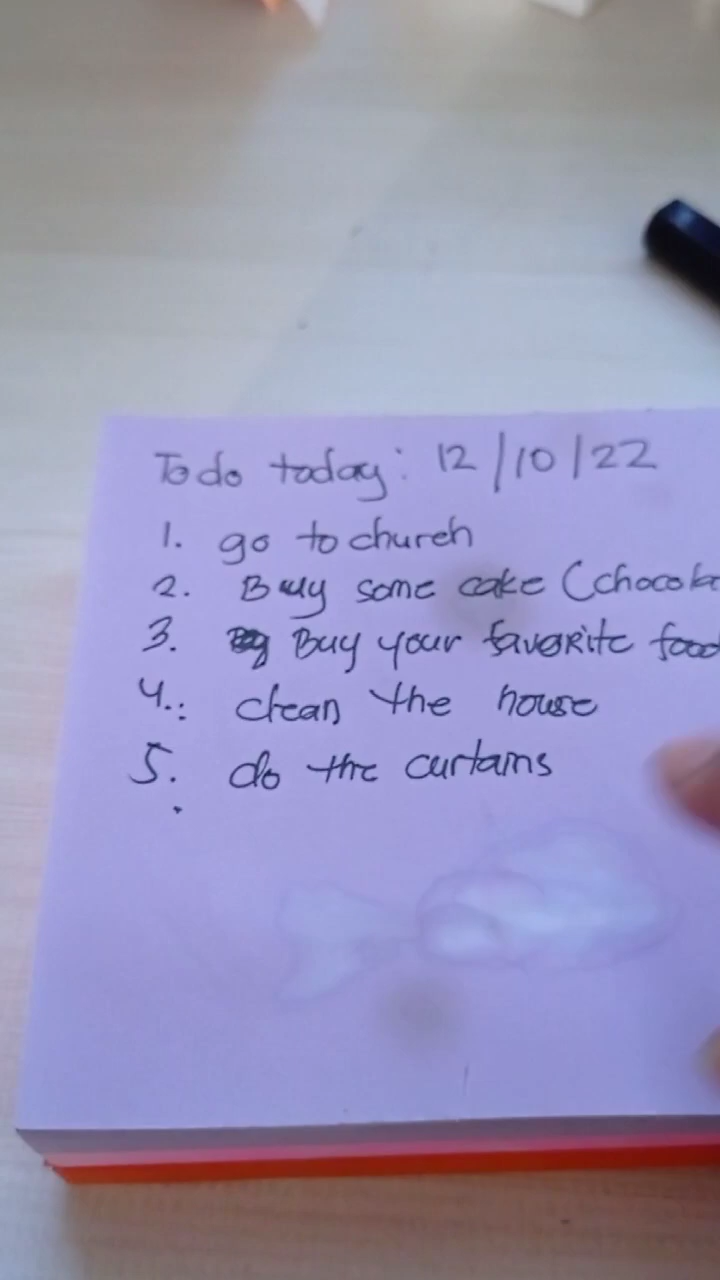 To do today: 12/10/22
1. go to church
2. Buy some cake (chocola
3. Buy your favorite food
4. clean the house
5. do the curtains